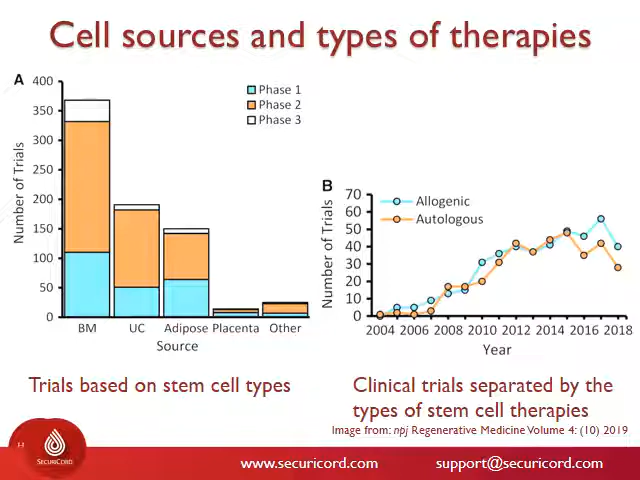 Cell sources and types of therapies
A
Number of Trials
400
350
300
250
200
150
100
50
0
Phase 1
Phase 2
Phase 3
BM UC Adipose Placenta Other
Source
B
Number of Trials
70
60
50
40
30
20
10
0
Allogenic
Autologous
2004 2006 2008 2010 2012 2014 2016 2018
Year
Trials based on stem cell types
Clinical trials separated by the
types of stem cell therapies
Image from: npj Regenerative Medicine Volume 4: (10) 2019
SECURICORD
www.securicord.com
support@securicord.com